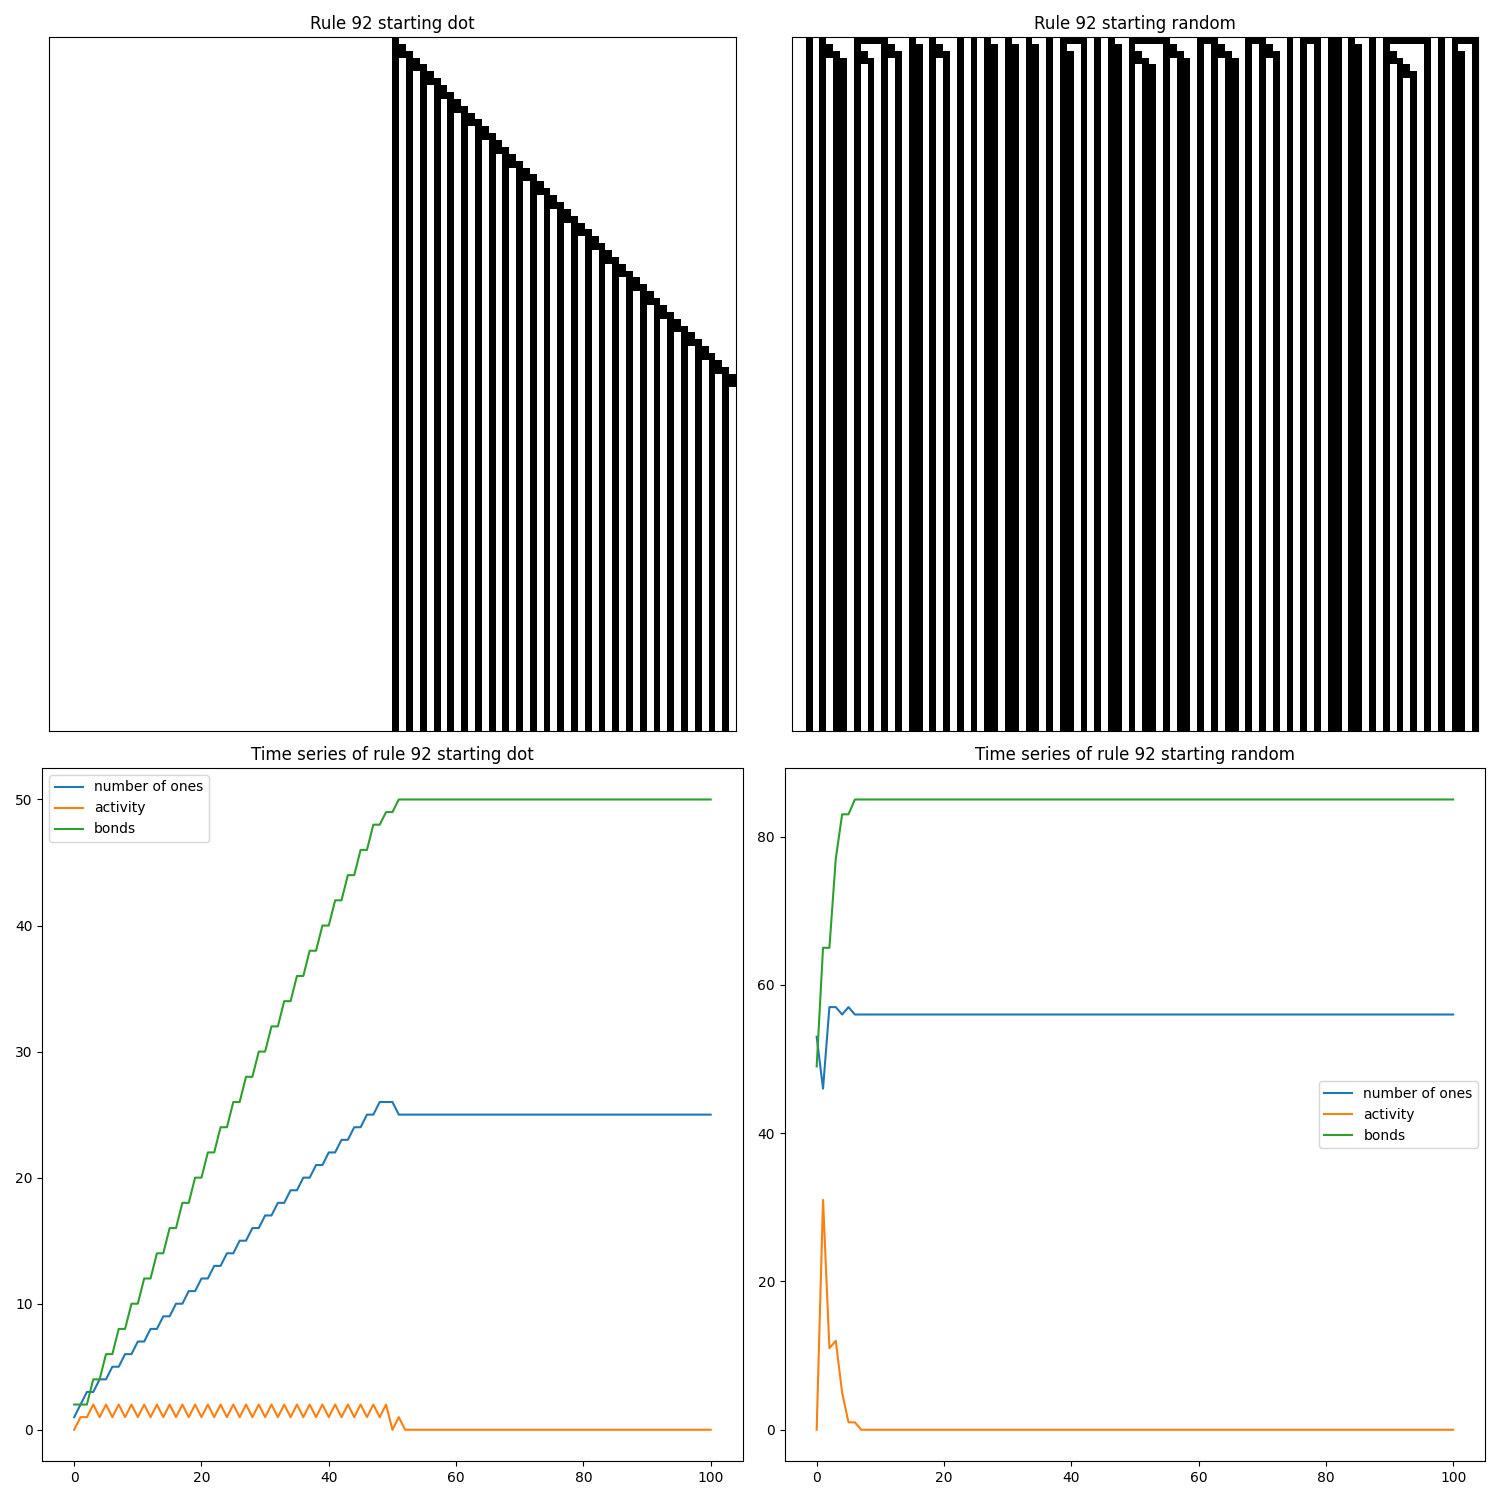 Rule 92 starting dot
Rule 92 starting random
Time series of rule 92 starting dot
50
40
30
20
10
0
number of ones
activity
bonds
0 20 40 60 80 100
Time series of rule 92 starting random
80
60
40
20
0
number of ones
activity
bonds
0 20 40 60 80 100